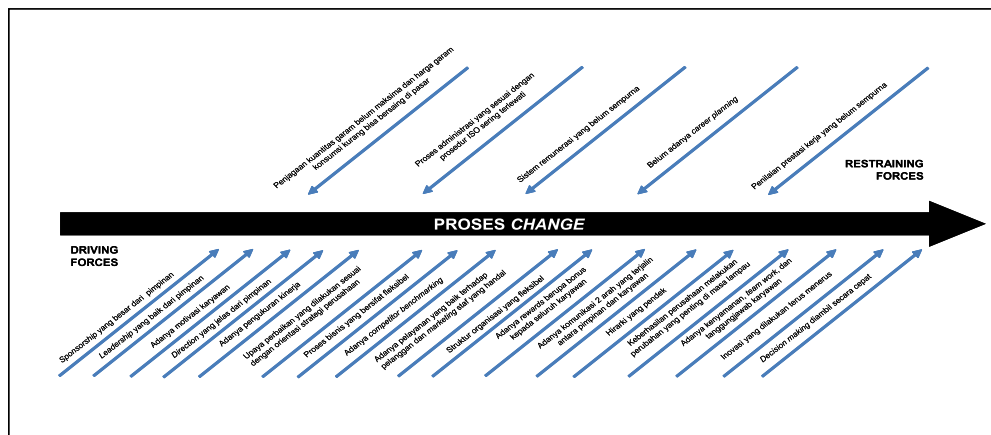 Penjagaan kuantitas garam belum maksima dan harga garam
konsumsi kurang bisa bersaing di pasar
Proses administrasi yang sesuai dengan
prosedur ISO sering terlewati
Sistem remunerasi yang belum sempurna
Belum adanya career planning
Penilaian prestasi kerja yang belum sempurna
RESTRAINING
FORCES
PROSES CHANGE
DRIVING
FORCES
Sponsorship yang besar dari pimpinan
Leadership yang baik dari pimpinan
Adanya motivasi karyawan
Direction yang jelas dari pimpinan
Adanya pengukuran kinerja
Upaya perbaikan yang dilakukan sesuai
dengan orientasi strategi perusahaan
Proses bisnis yang bersifat fleksibel
Adanya competitor benchmarking
Adanya pelayanan yang baik terhadap
pelanggan dan marketing staf yang handal
Struktur organisasi yang fleksibel
Adanya rewards berupa bonus
kepada seluruh karyawan
Adanya komunikasi 2 arah yang terjalin
antara pimpinan dan karyawan
Hirarki yang pendek
Keberhasilan perusahaan melakukan
perubahan yang penting di masa lampau
Adanya kenyamanan, team work, dan
tanggungjawab karyawan
Inovasi yang dilakukan terus menerus
Decision making diambil secara cepat